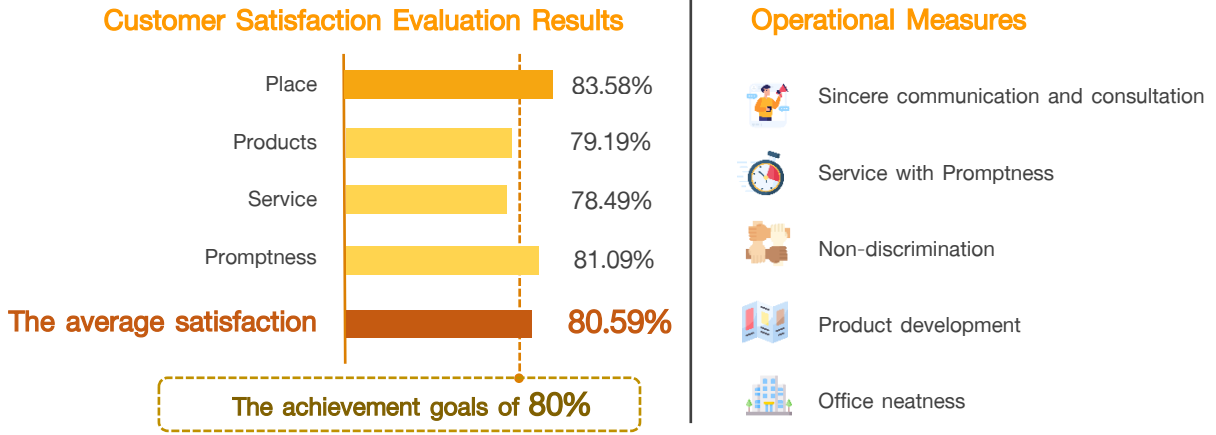 Customer Satisfaction Evaluation Results
Place 83.58%
Products 79.19%
Service 78.49%
Promptness 81.09%
The average satisfaction 80.59%
The achievement goals of 80%
Operational Measures
Sincere communication and consultation
Service with Promptness
Non-discrimination
Product development
Office neatness